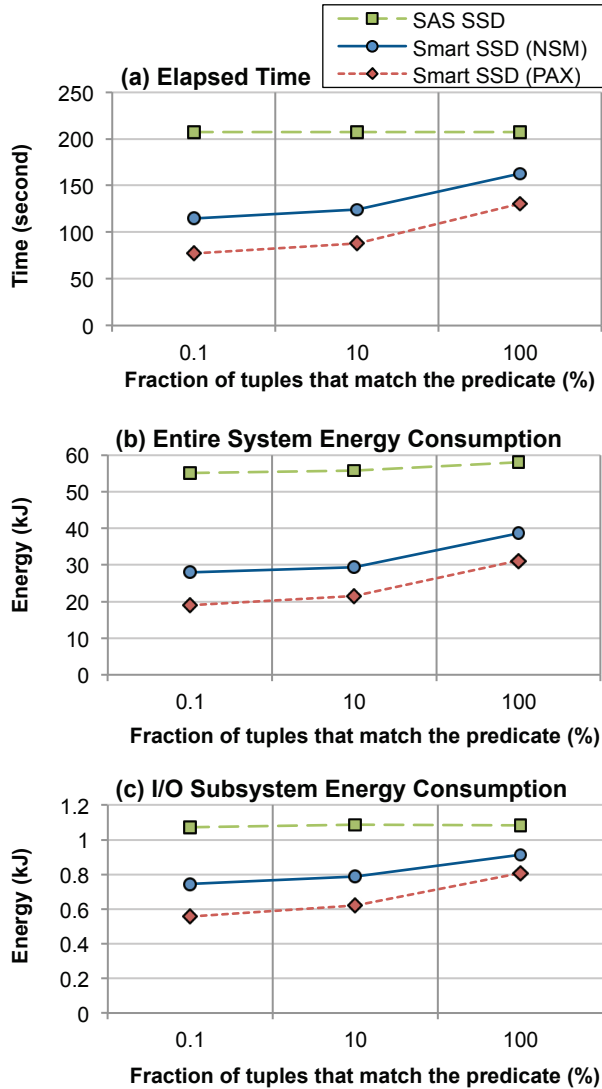 SAS SSD
Smart SSD (NSM)
Smart SSD (PAX)
(a) Elapsed Time
Time (second)
250
200
150
100
50
0
0.1 10 100
Fraction of tuples that match the predicate (%)
(b) Entire System Energy Consumption
Energy (kJ)
60
50
40
30
20
10
0
0.1 10 100
Fraction of tuples that match the predicate (%)
(c) I/O Subsystem Energy Consumption
Energy (kJ)
1.2
1
0.8
0.6
0.4
0.2
0
0.1 10 100
Fraction of tuples that match the predicate (%)